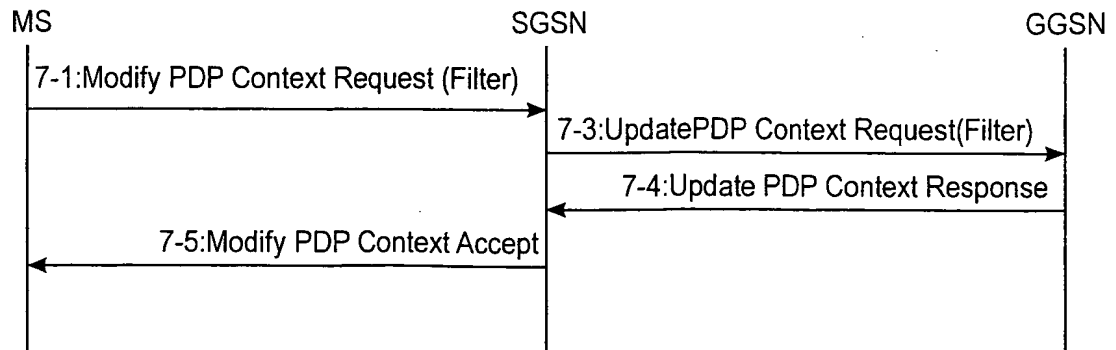 MS SGSN GGSN
7-1:Modify PDP Context Request (Filter)
7-3:UpdatePDP Context Request(Filter)
7-4:Update PDP Context Response
7-5:Modify PDP Context Accept